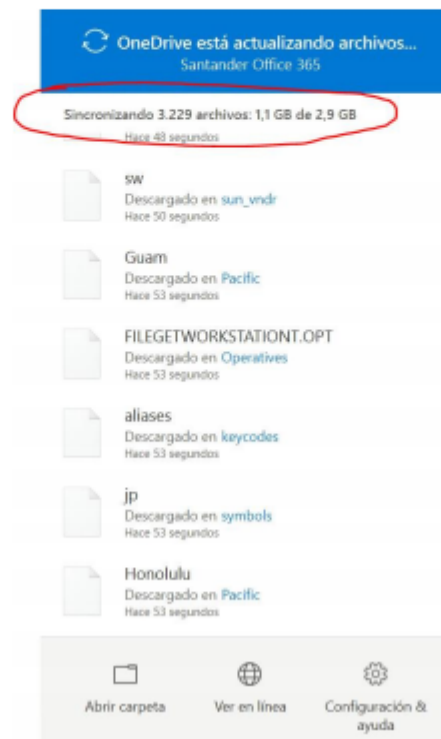 OneDrive está actualizando archivos...
Santander Office 365
Sincronizando 3.229 archivos: 1,1 GB de 2,9 GB
Hace 48 segundos
sw
Descargado en sun_vndr
Hace 50 segundos
Guam
Descargado en Pacific
Hace 53 segundos
FILEGETWORKSTATIONT.OPT
Descargado en Operatives
Hace 53 segundos
aliases
Descargado en keycodes
Hace 53 segundos
jp
Descargado en symbols
Hace 53 segundos
Honolulu
Descargado en Pacific
Hace 53 segundos
Abrir carpeta
Ver en línea
Configuración &
ayuda